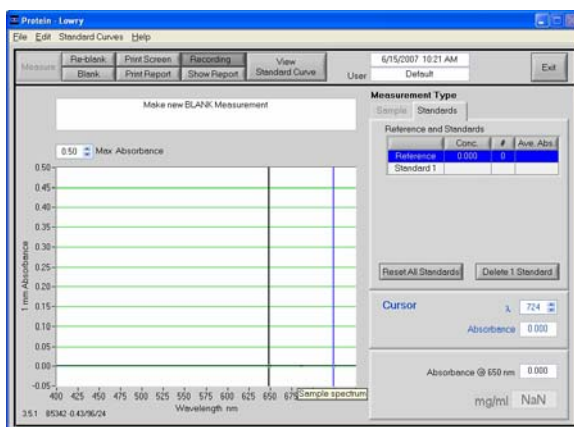 Protein - Lowry
File Edit Standard Curves Help
Measure Re-blank Print Screen Recording View Standard Curve 6/15/2007 10:21 AM Exit
Blank Print Report Show Report User Default
Make new BLANK Measurement
Measurement Type
Sample Standards
Reference and Standards
Conc. # Ave. Abs.
Reference 0.000 0
Standard 1
Reset All Standards Delete 1 Standard
0.50 Max Absorbance
1 mm Absorbance
0.50
0.45
0.40
0.35
0.30
0.25
0.20
0.15
0.10
0.05
0.00
-0.05
400 425 450 475 500 525 550 575 600 625 650 675
Sample spectrum
Wavelength nm
3.5.1 B5342 0.43/96/24
Cursor λ 724
Absorbance 0.000
Absorbance @ 650 nm 0.000
mg/ml NaN